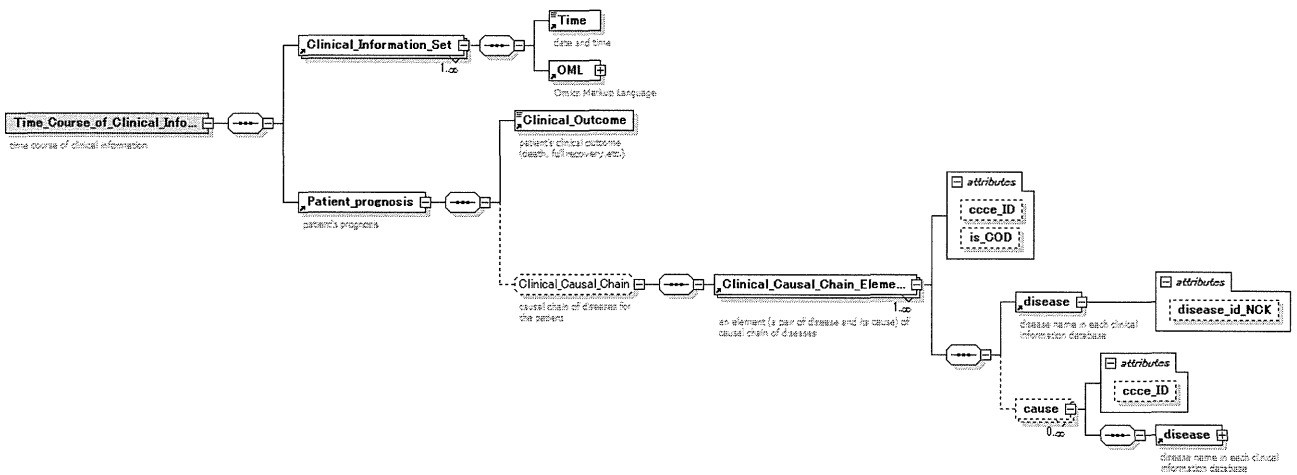 Time
date and time
Clinical_Information_Set
1..∞
OML
Omics Markup Language
Time_Course_of_Clinical_Info...
time course of clinical information
Clinical_Outcome
patient's clinical outcome
(death, full recovery,etc.)
Patient_prognosis
patient's prognosis
attributes
ccce_ID
is_COD
Clinical_Causal_Chain
causal chain of diseases for
the patient
Clinical_Causal_Chain_Eleme...
1..∞
an element (a pair of disease and its cause) of
causal chain of diseases
attributes
disease_id_NCK
disease
disease name in each clinical
information database
attributes
ccce_ID
cause
0..∞
disease
disease name in each clinical
information database